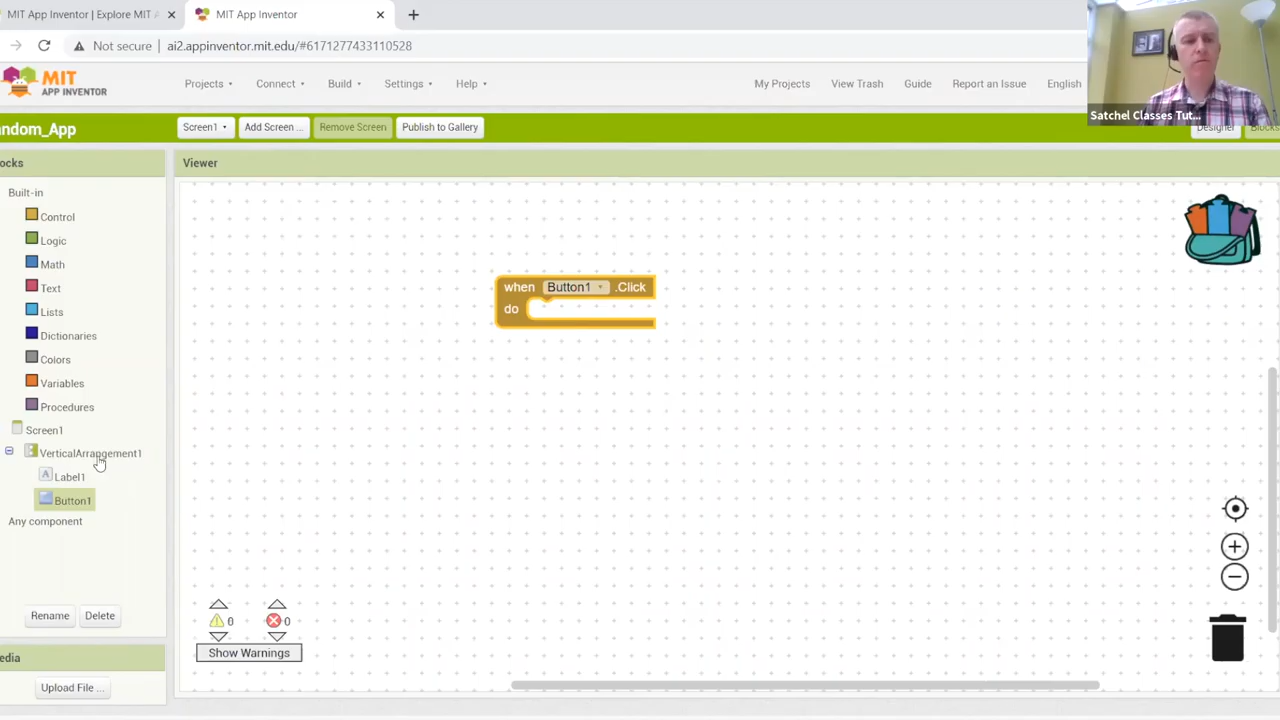 MIT App Inventor | Explore MIT A
MIT App Inventor
Not secure
ai2.appinventor.mit.edu/#6171277433110528
MIT
APP INVENTOR
Projects
Connect
Build
Settings
Help
My Projects
View Trash
Guide
Report an Issue
English
Satchel Classes Tut...
andom_App
Screen1
Add Screen ...
Remove Screen
Publish to Gallery
Designer
Blocks
ocks
Viewer
Built-in
Control
Logic
Math
Text
Lists
Dictionaries
Colors
Variables
Procedures
Screen1
VerticalArrangement1
Label1
Button1
Any component
Rename
Delete
edia
Upload File ...
when Button1 .Click
do
0
0
Show Warnings